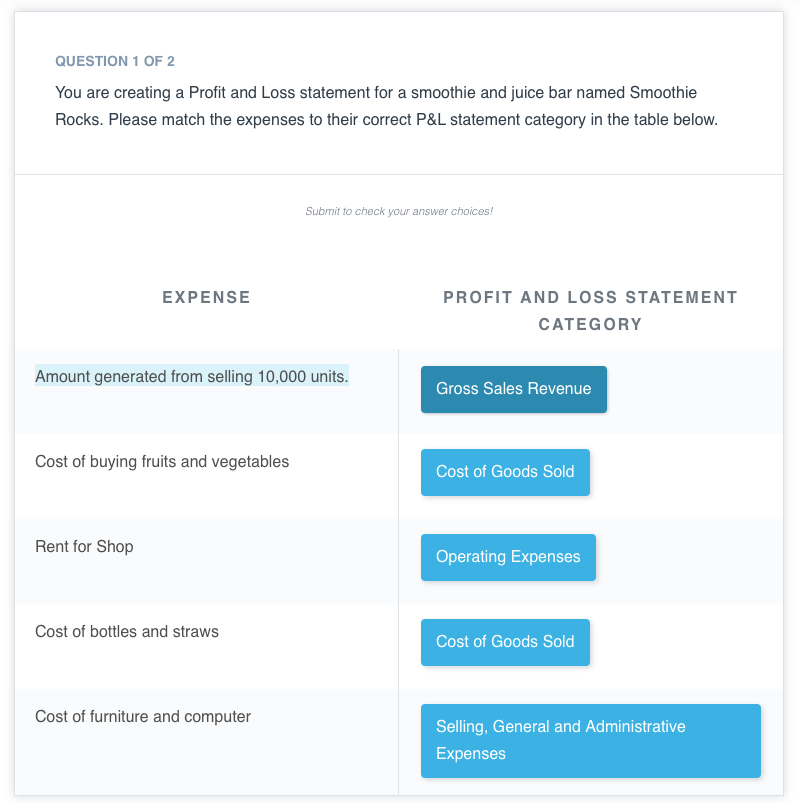 QUESTION 1 OF 2
You are creating a Profit and Loss statement for a smoothie and juice bar named Smoothie
Rocks. Please match the expenses to their correct P&L statement category in the table below.
Submit to check your answer choices!
EXPENSE
PROFIT AND LOSS STATEMENT
CATEGORY
Amount generated from selling 10,000 units.
Gross Sales Revenue
Cost of buying fruits and vegetables
Cost of Goods Sold
Rent for Shop
Operating Expenses
Cost of bottles and straws
Cost of Goods Sold
Cost of furniture and computer
Selling, General and Administrative
Expenses